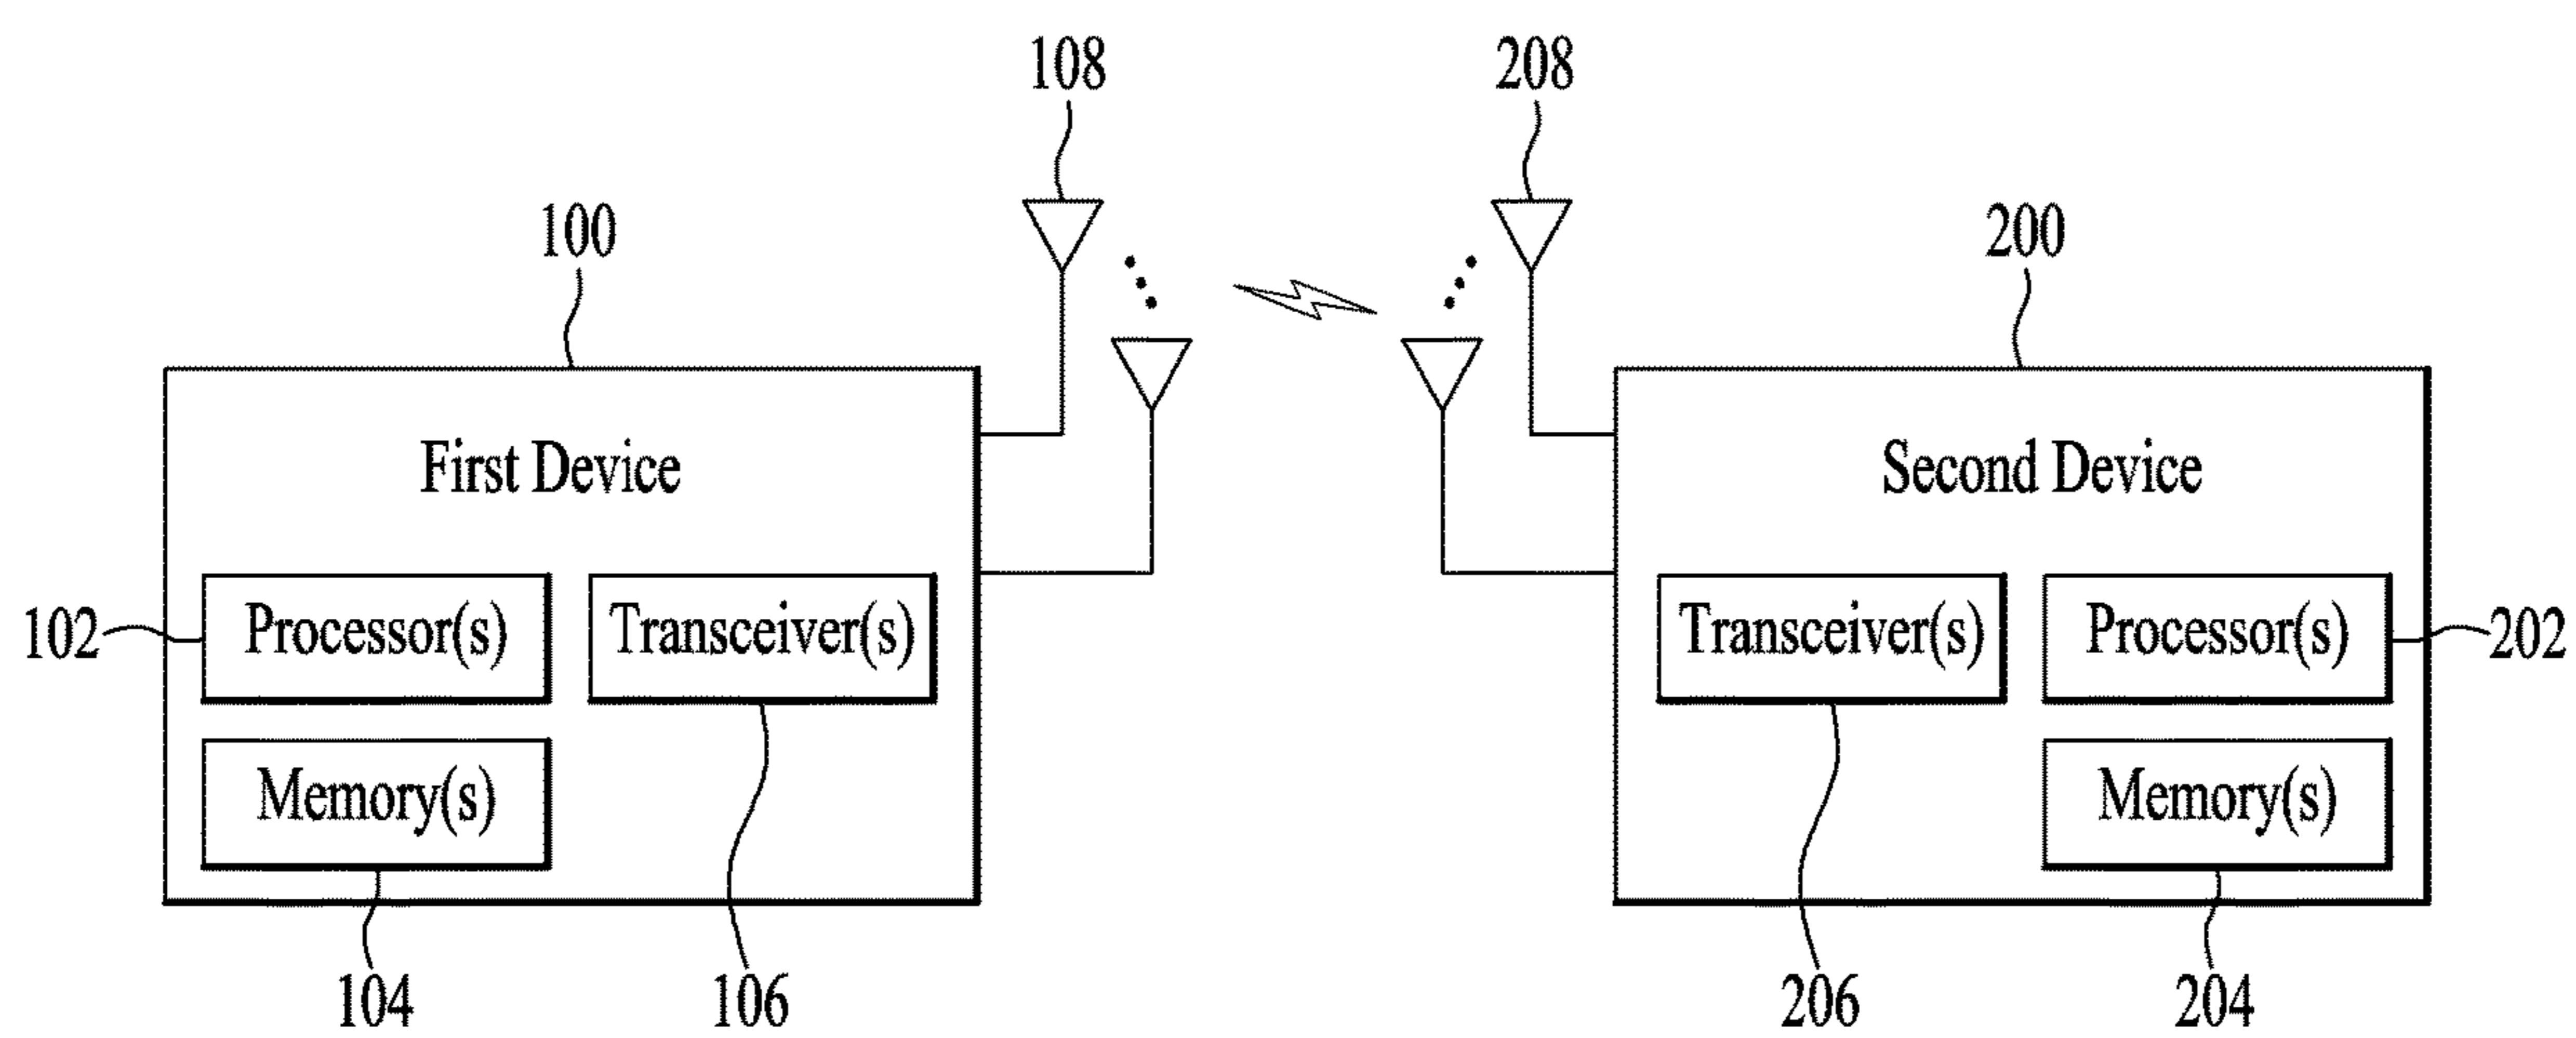 108 208
100 200
First Device Second Device
102 Processor(s) Transceiver(s) Transceiver(s) Processor(s) 202
Memory(s) Memory(s)
104 106 206 204